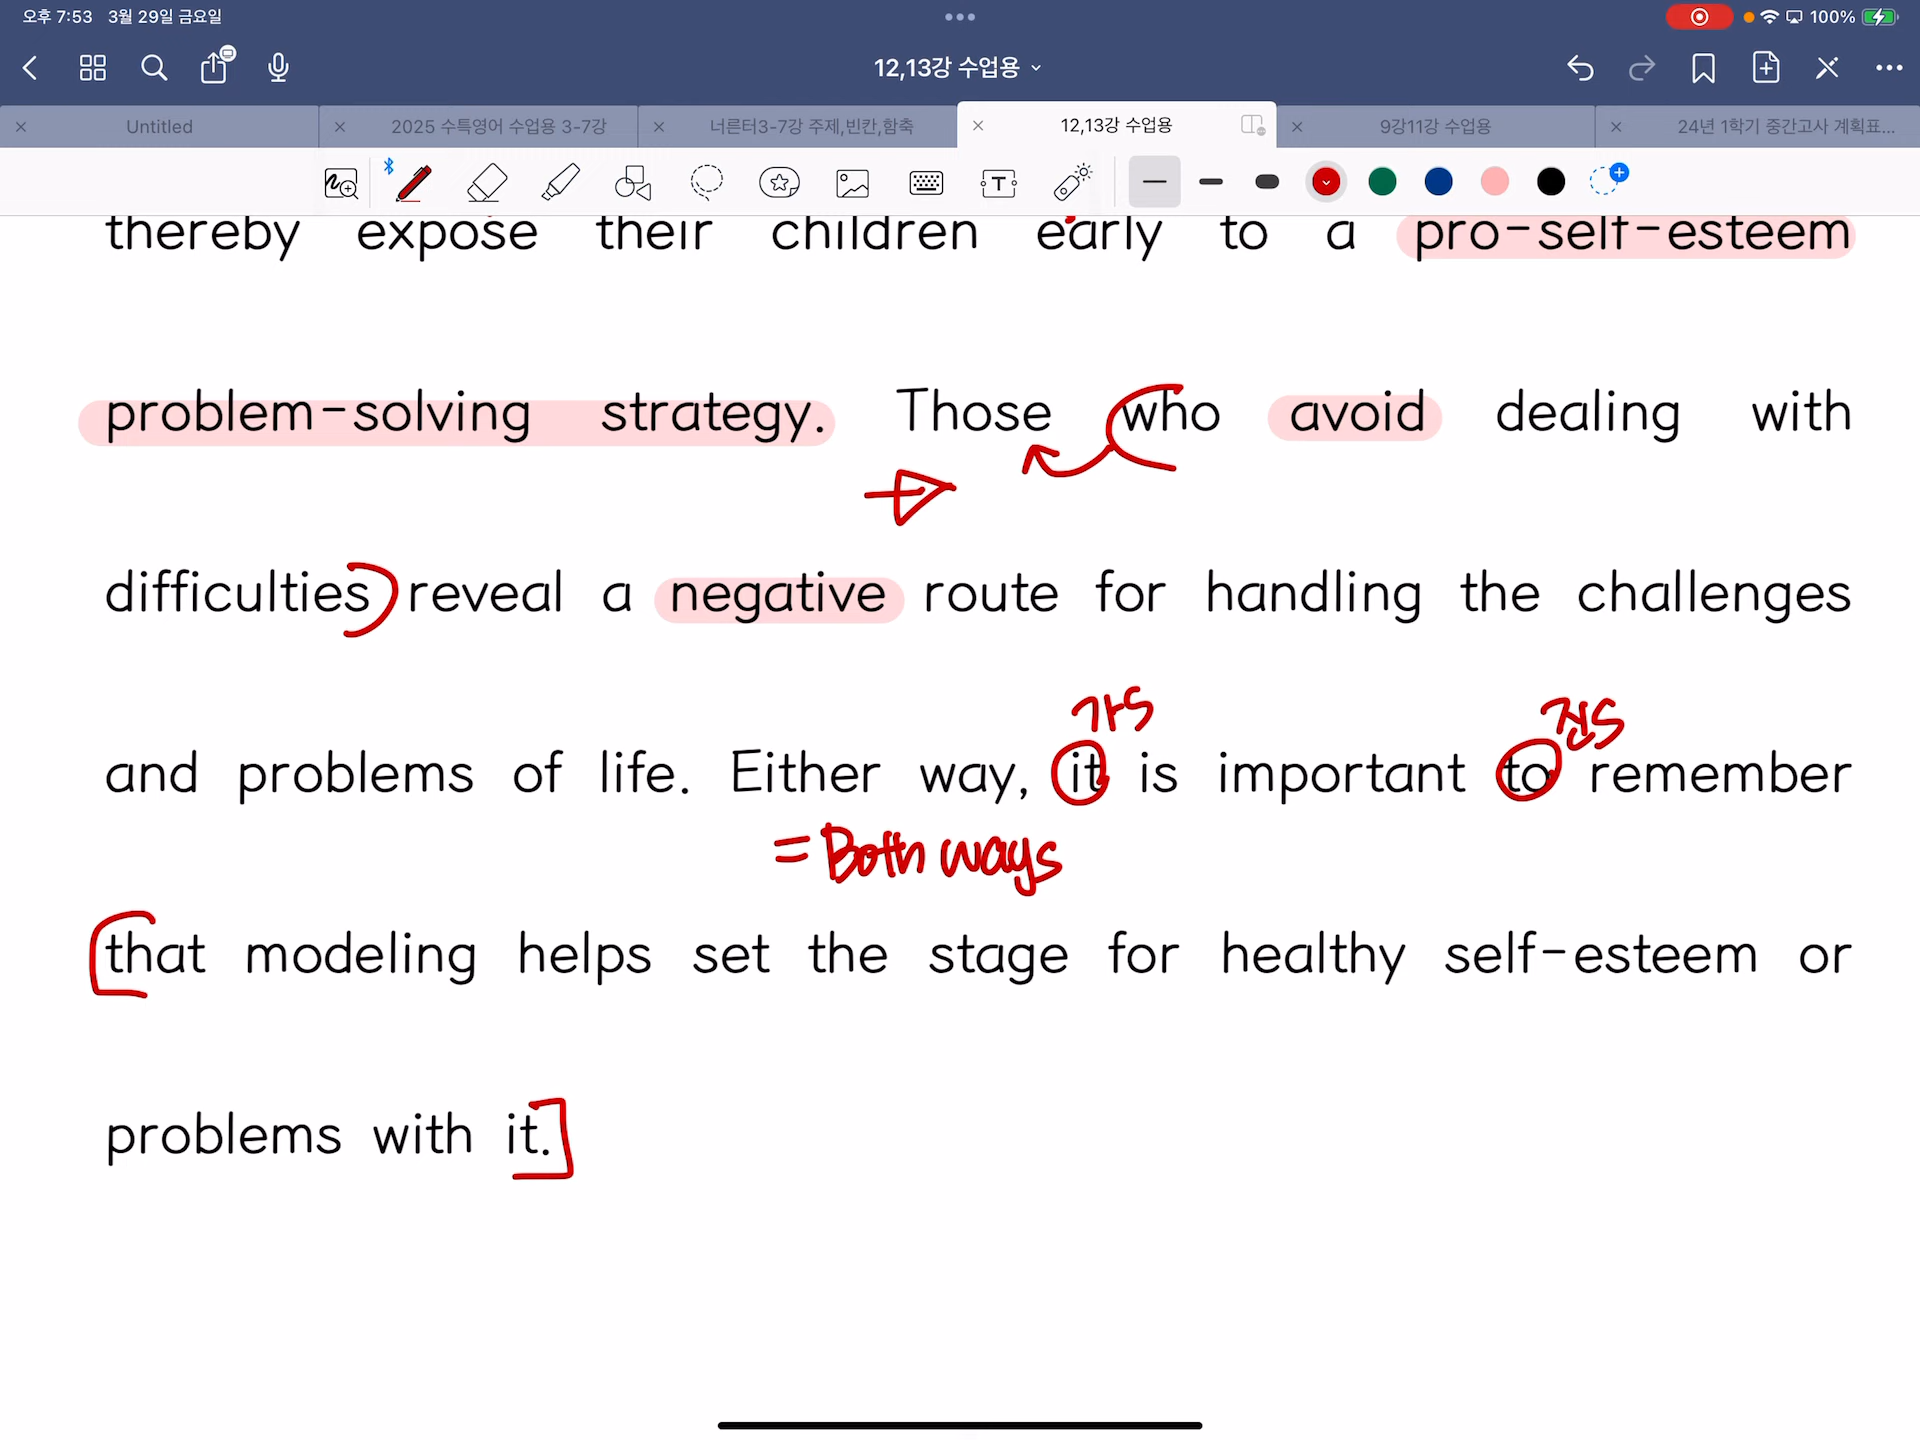 오후 7:53 3월 29일 금요일
100%
12,13강 수업용
Untitled
2025 수특영어 수업용 3-7강
너른터3-7강 주제,빈칸,함축
12,13강 수업용
9강11강 수업용
24년 1학기 중간고사 계획표...
thereby expose their children early to a pro-self-esteem
problem-solving strategy. Those who avoid dealing with
difficulties reveal a negative route for handling the challenges
가S 진S
and problems of life. Either way, it is important to remember
= Both ways
that modeling helps set the stage for healthy self-esteem or
problems with it.